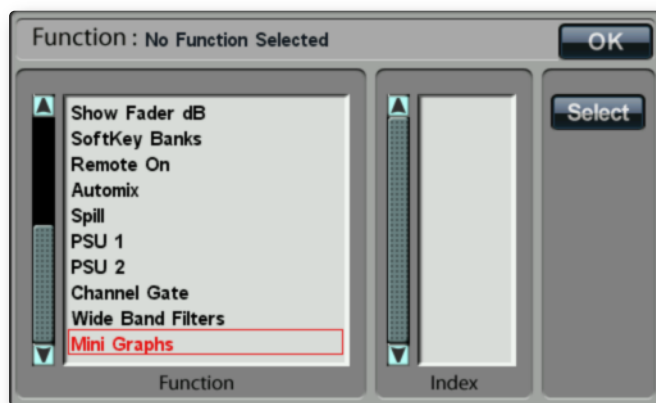 Function : No Function Selected
OK
Show Fader dB
SoftKey Banks
Remote On
Automix
Spill
PSU 1
PSU 2
Channel Gate
Wide Band Filters
Mini Graphs
Function
Index
Select